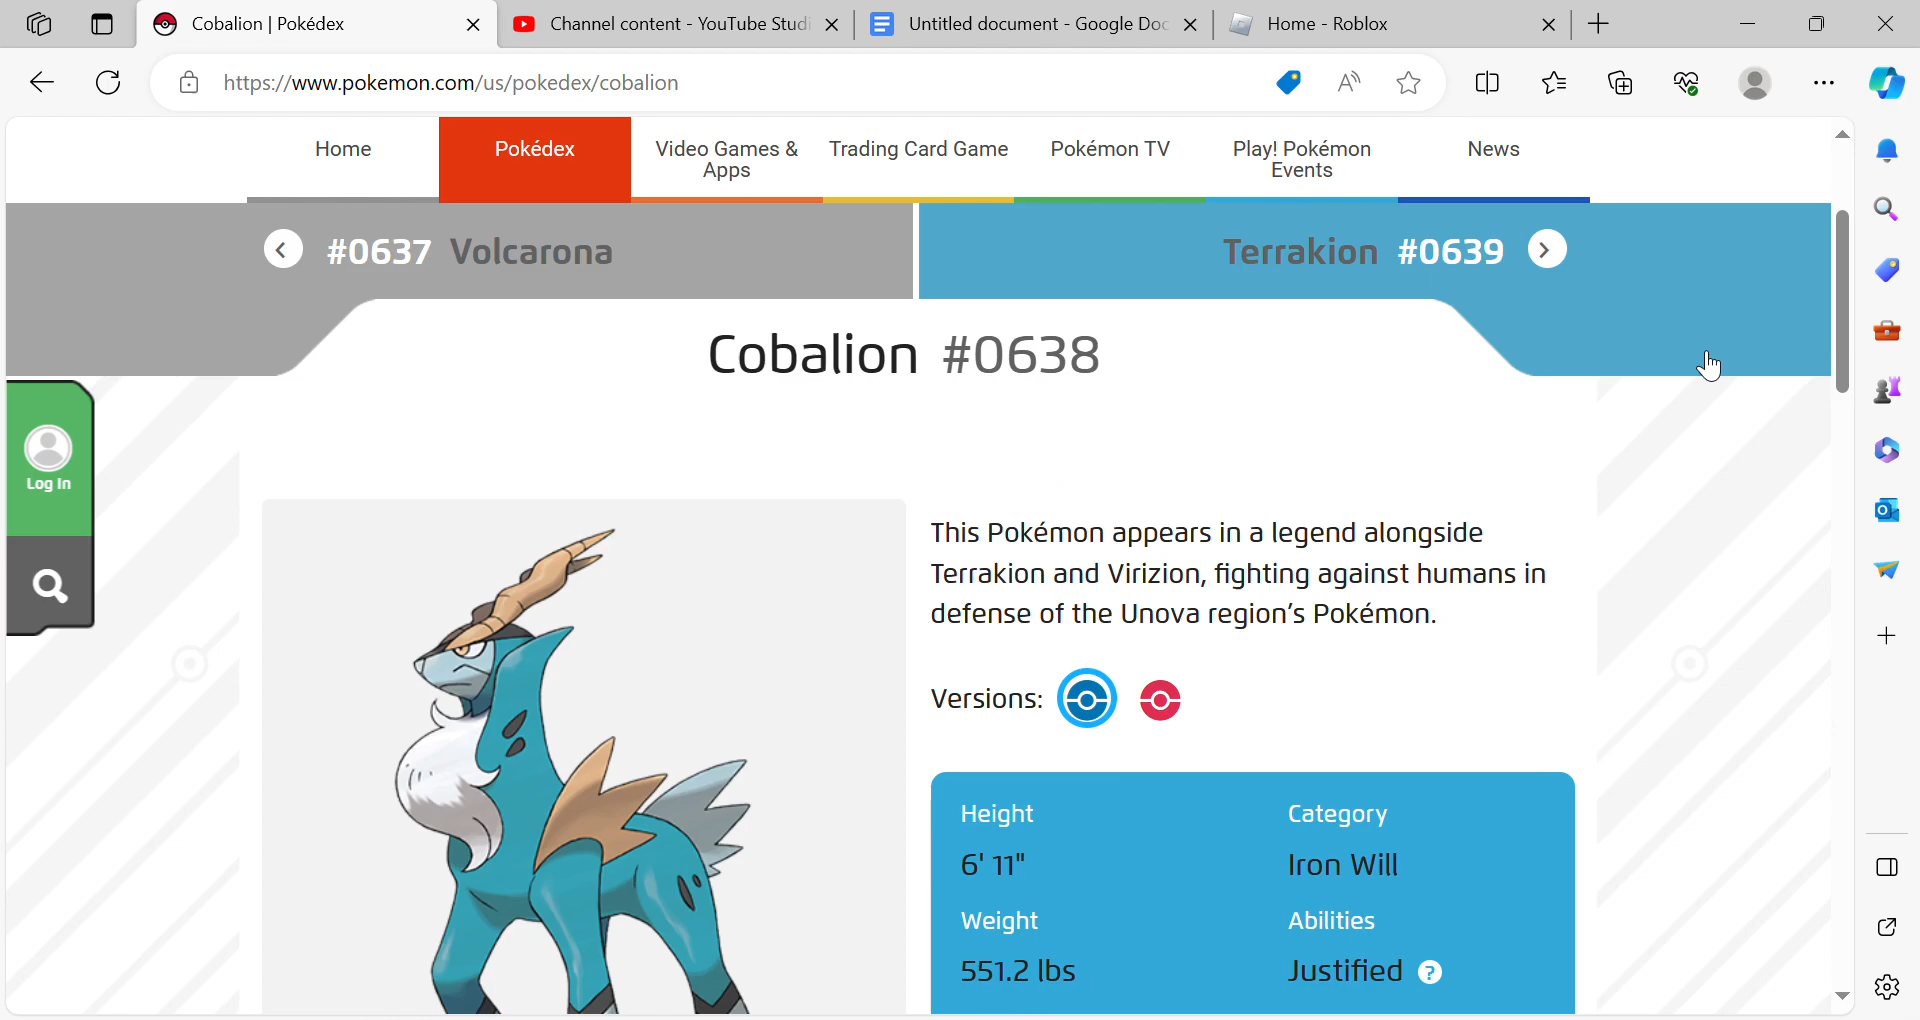 Cobalion | Pokédex
Channel content - YouTube Studi
Untitled document - Google Doc
Home - Roblox
https://www.pokemon.com/us/pokedex/cobalion
Home
Pokédex
Video Games &
Apps
Trading Card Game
Pokémon TV
Play! Pokémon
Events
News
#0637 Volcarona
Terrakion #0639
Cobalion #0638
Log In
This Pokémon appears in a legend alongside
Terrakion and Virizion, fighting against humans in
defense of the Unova region’s Pokémon.
Versions:
Height
Category
6' 11"
Iron Will
Weight
Abilities
551.2 lbs
Justified ?